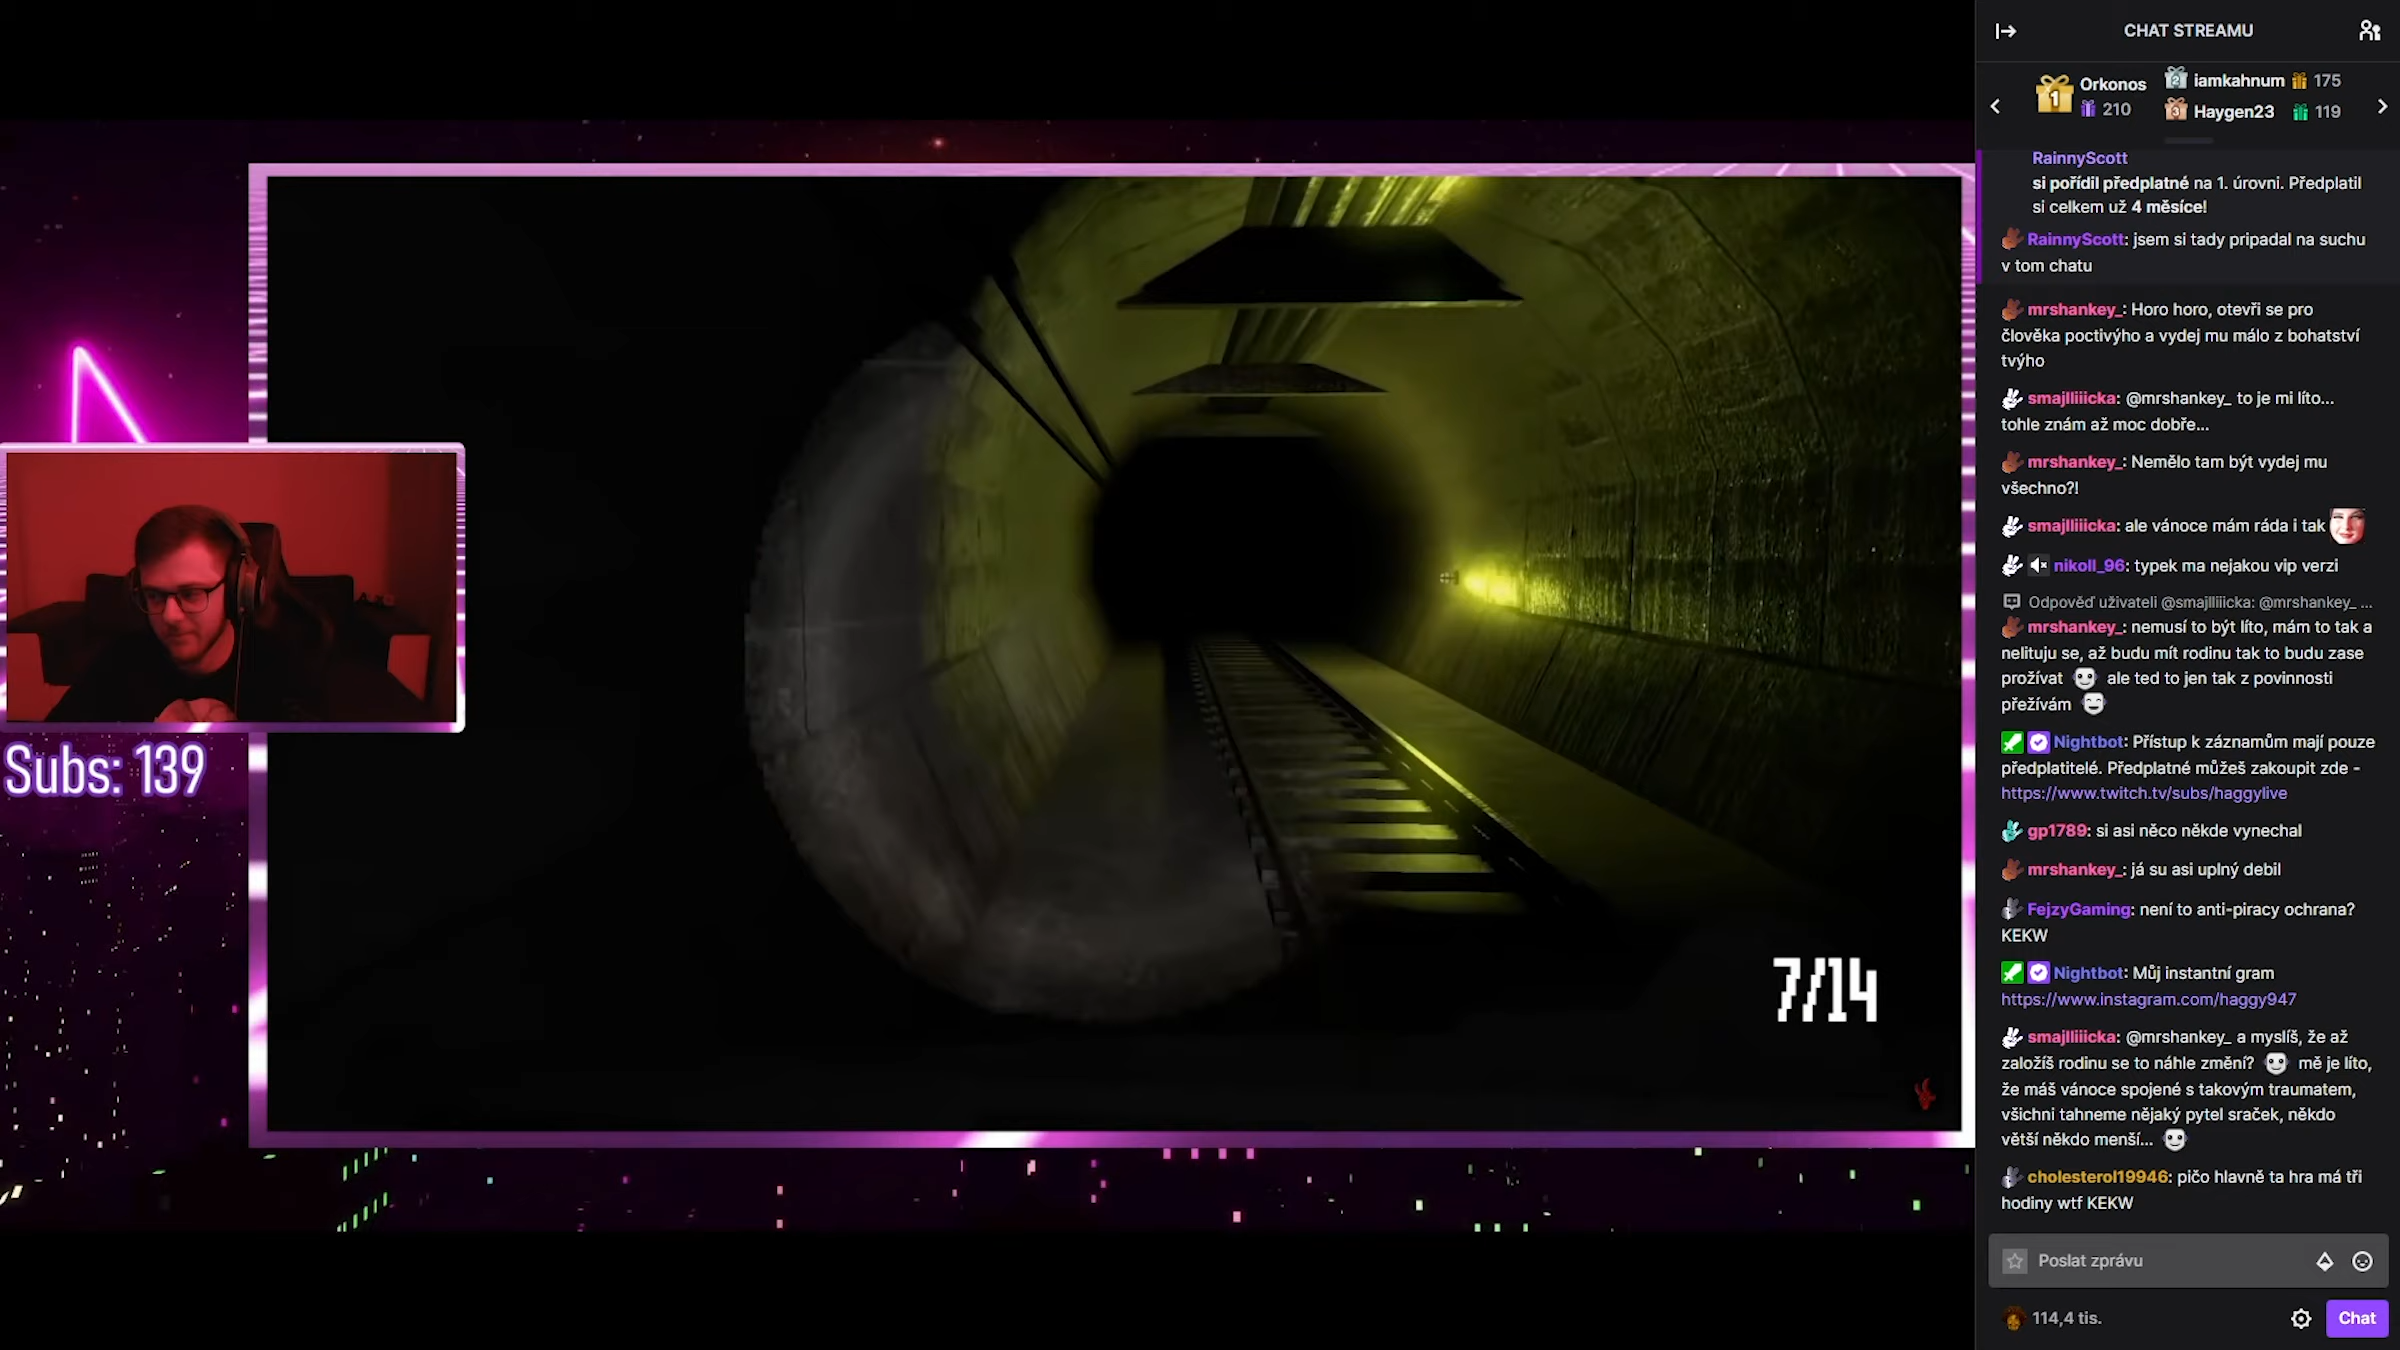 CHAT STREAMU
Orkonos
210
iamkahnum 175
Haygen23 119
RainnyScott
si pořídil předplatné na 1. úrovni. Předplatil
si celkem už 4 měsíce!
RainnyScott: jsem si tady pripadal na suchu
v tom chatu
mrshankey_: Horo horo, otevři se pro
člověka poctivýho a vydej mu málo z bohatství
tvýho
smajlliiicka: @mrshankey_ to je mi líto...
tohle znám až moc dobře...
mrshankey_: Nemělo tam být vydej mu
všechno?!
smajlliiicka: ale vánoce mám ráda i tak
nikoll_96: typek ma nejakou vip verzi
Odpověď uživateli @smajlliiicka: @mrshankey_ ...
mrshankey_: nemusí to být líto, mám to tak a
nelituju se, až budu mít rodinu tak to budu zase
prožívat ale ted to jen tak z povinnosti
přežívám
Nightbot: Přístup k záznamům mají pouze
předplatitelé. Předplatné můžeš zakoupit zde -
https://www.twitch.tv/subs/haggylive
gp1789: si asi něco někde vynechal
mrshankey_: já su asi uplný debil
FejzyGaming: není to anti-piracy ochrana?
KEKW
Nightbot: Můj instantní gram
https://www.instagram.com/haggy947
smajlliiicka: @mrshankey_ a myslíš, že až
založíš rodinu se to náhle změní? mě je líto,
že máš vánoce spojené s takovým traumatem,
všichni tahneme nějaký pytel sraček, někdo
větší někdo menší...
cholesterol19946: pičo hlavně ta hra má tři
hodiny wtf KEKW
Poslat zprávu
114,4 tis.
Chat
Subs: 139
7/14